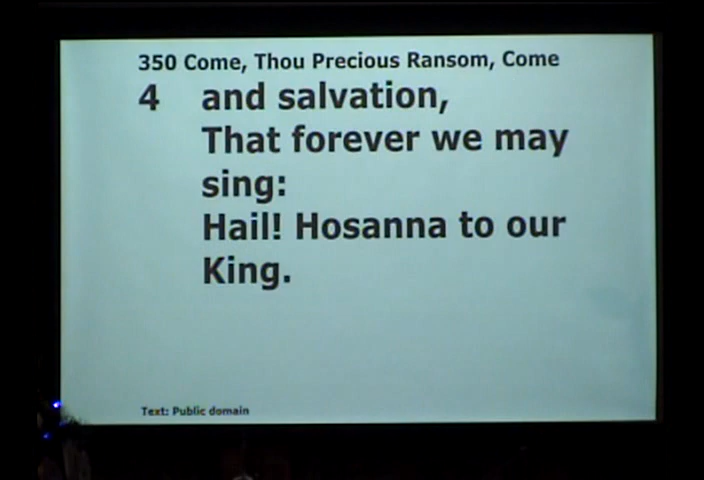 350 Come, Thou Precious Ransom, Come
4 and salvation,
That forever we may
sing:
Hail! Hosanna to our
King.
Text: Public domain